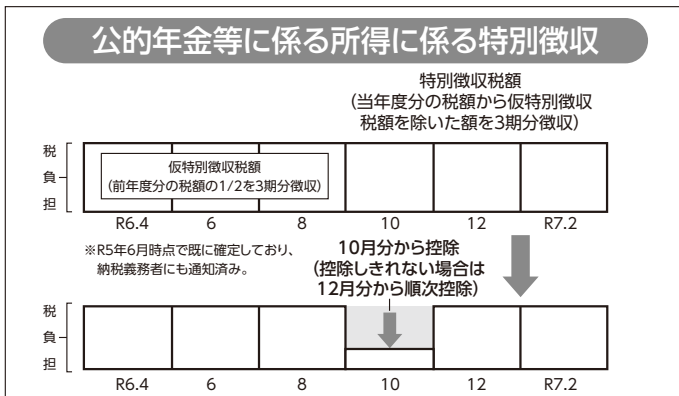 公的年金等に係る所得に係る特別徴収
特別徴収税額
（当年度分の税額から仮特別徴収
税額を除いた額を3期分徴収）
税負担
仮特別徴収税額
（前年度分の税額の1/2を3期分徴収）
R6.4 6 8 10 12 R7.2
※R5年6月時点で既に確定しており、
納税義務者にも通知済み。
10月分から控除
（控除しきれない場合は
12月分から順次控除）
税負担
R6.4 6 8 10 12 R7.2